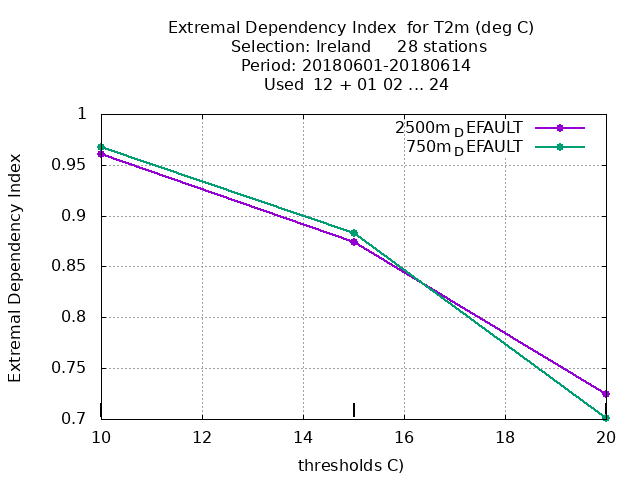 Extremal Dependency Index  for T2m (deg C)
Selection: Ireland     28 stations
Period: 20180601-20180614
Used  12 + 01 02 ... 24
2500m_DEFAULT
750m_DEFAULT
Extremal Dependency Index
1
0.95
0.9
0.85
0.8
0.75
0.7
10 12 14 16 18 20
thresholds C)